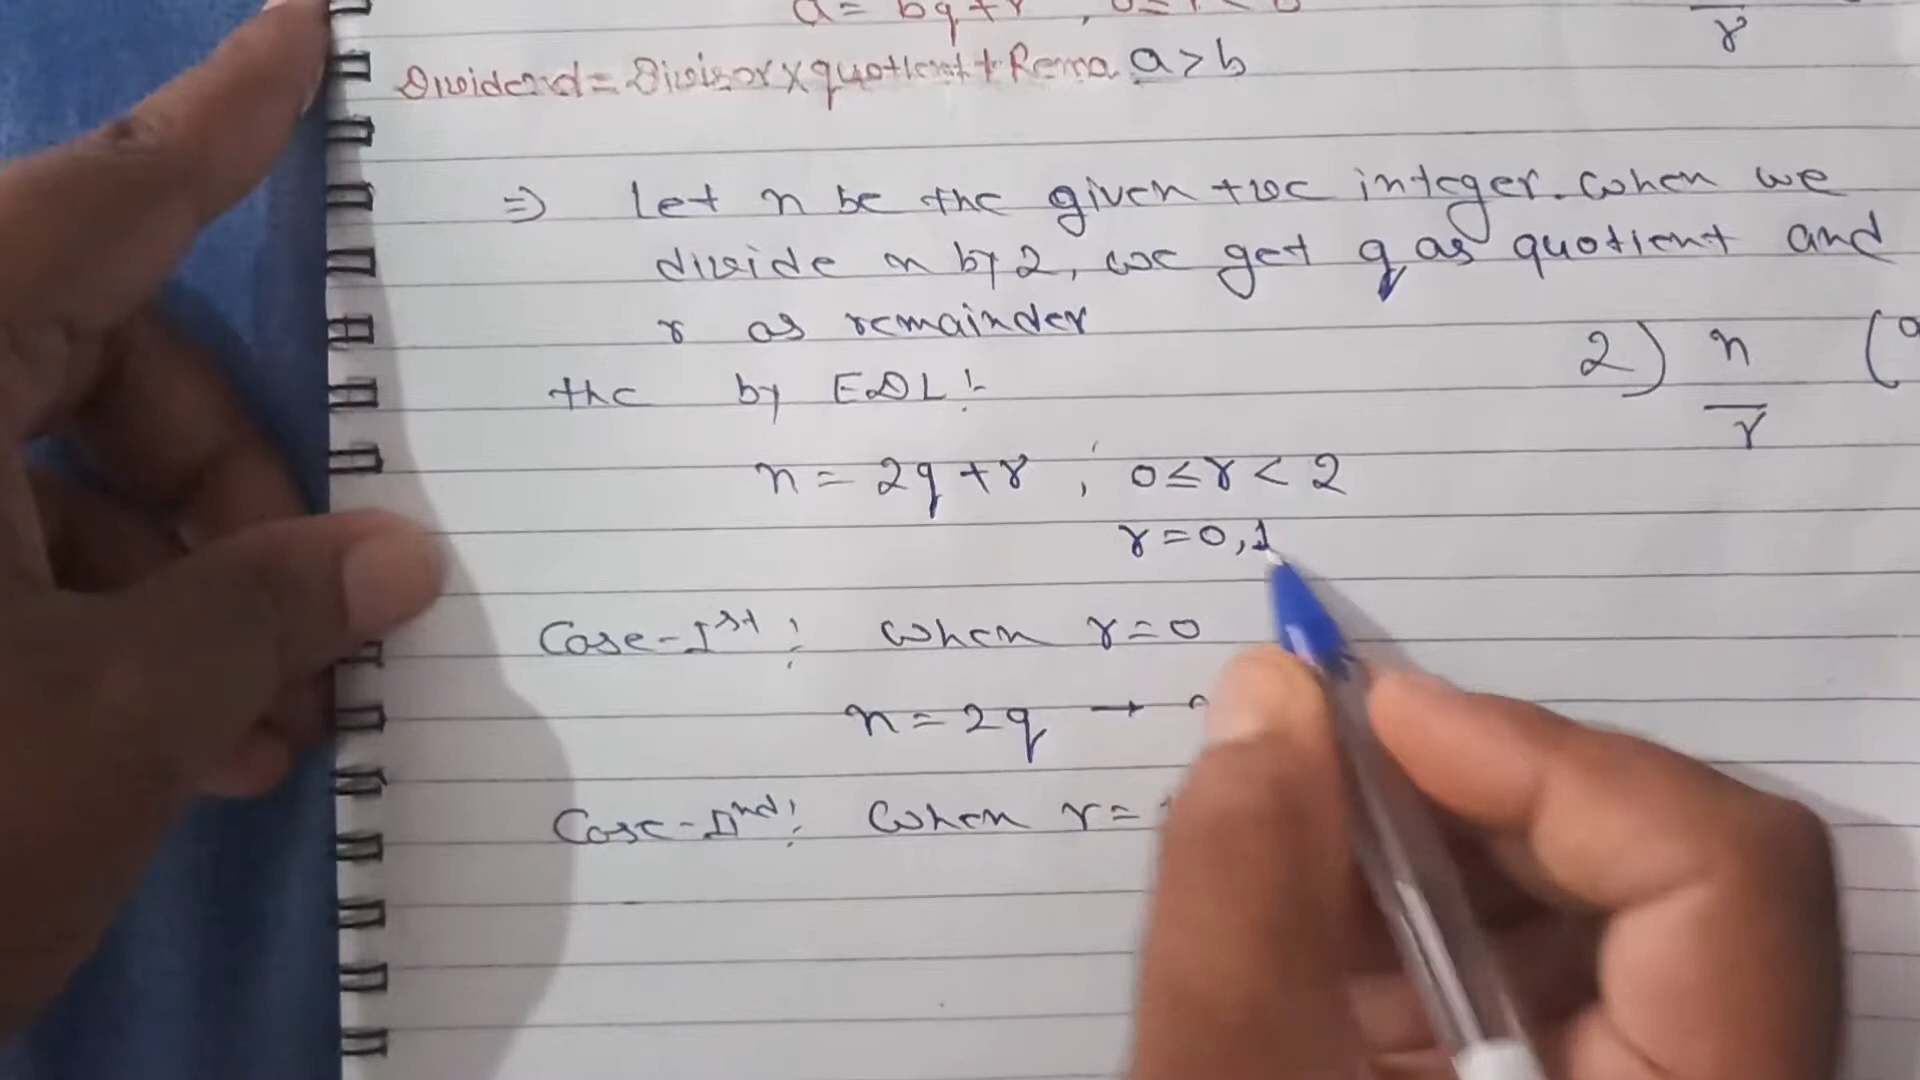 a = bq + r , 0 ≤ r < b
r
Dividend = Divisor x quotient + Rema a > b
⇒ Let n be the given +ve integer. When we
divide n by 2, we get q as quotient and
r as remainder
2) n (q
r
the by EDL :-
n = 2q + r ; 0 ≤ r < 2
r = 0, 1
Case - Ist : When r = 0
n = 2q →
Case - IInd : When r =